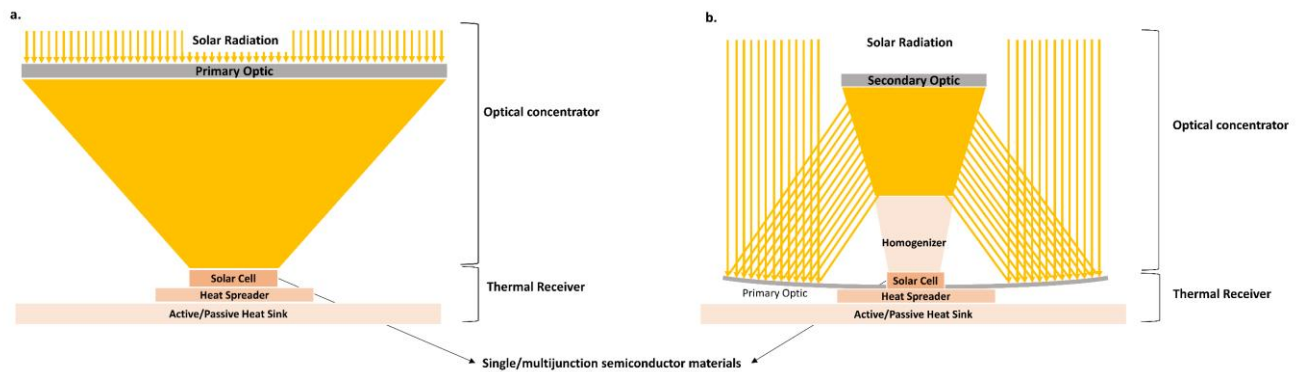 a.
Solar Radiation
Primary Optic
Optical concentrator
Solar Cell
Heat Spreader
Active/Passive Heat Sink
Thermal Receiver
b.
Solar Radiation
Secondary Optic
Optical concentrator
Homogenizer
Solar Cell
Primary Optic
Heat Spreader
Active/Passive Heat Sink
Thermal Receiver
Single/multijunction semiconductor materials